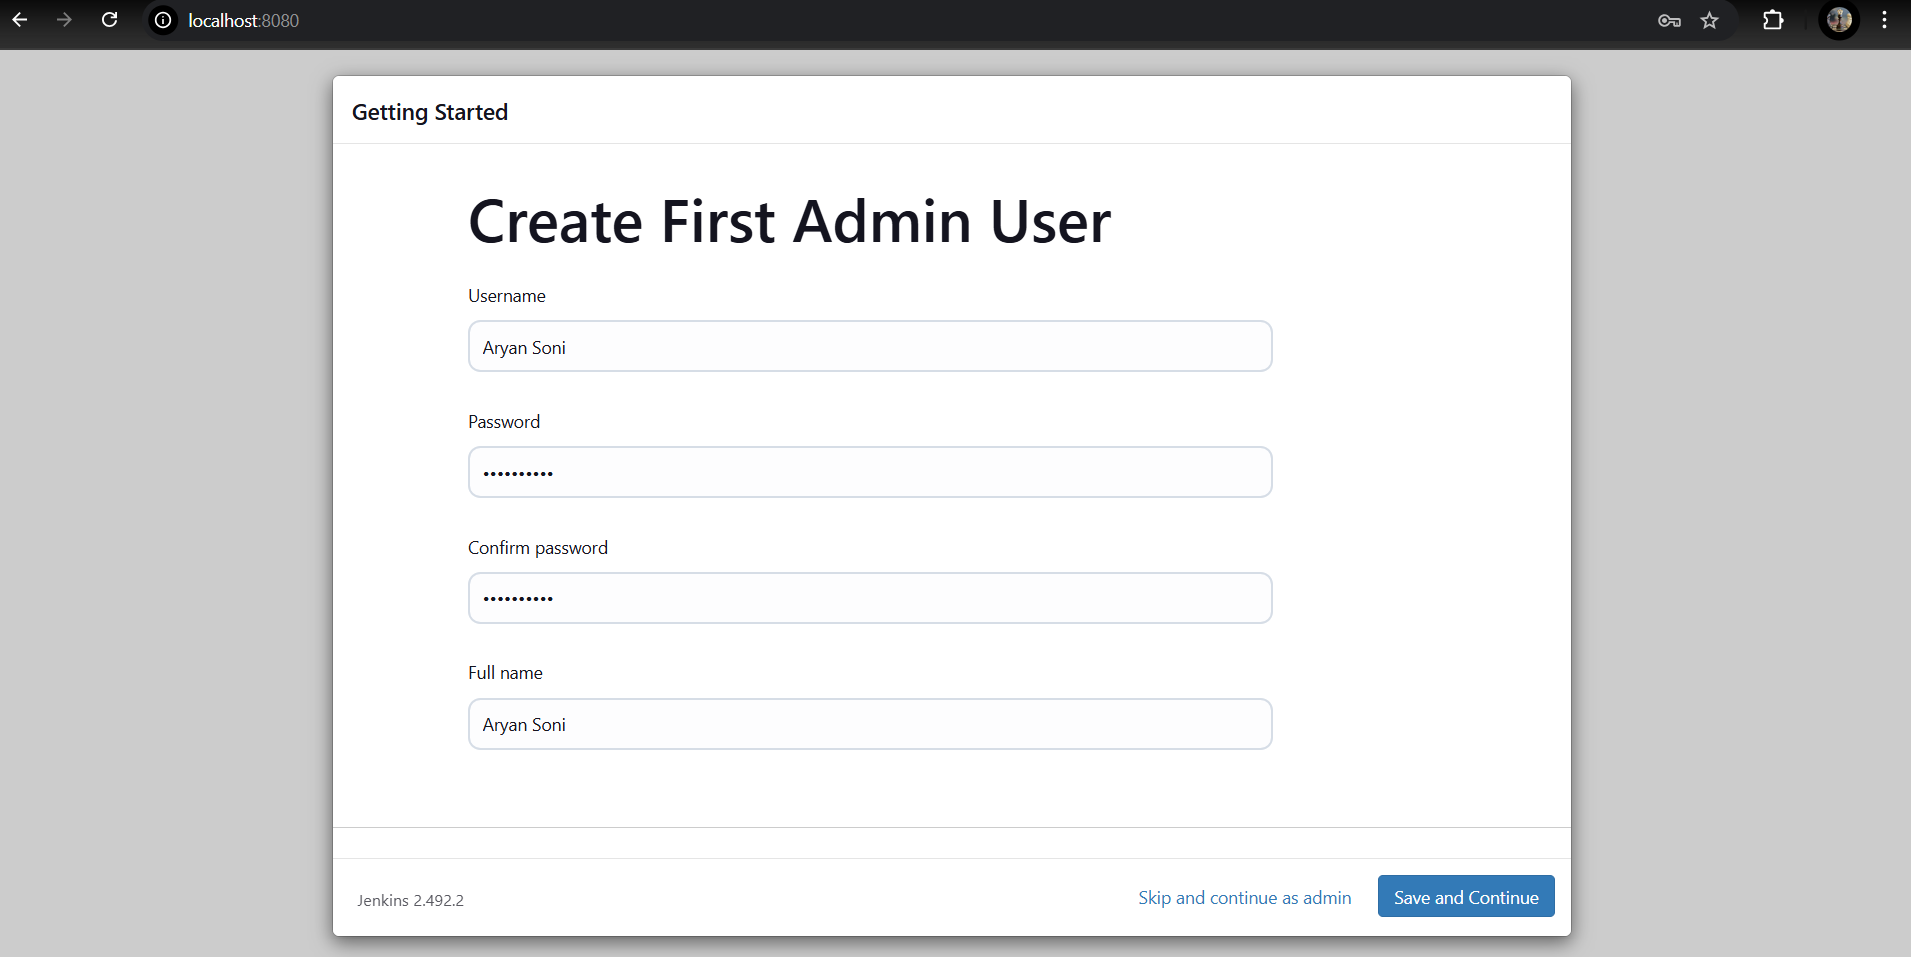 localhost:8080
Getting Started
Create First Admin User
Username
Aryan Soni
Password
••••••••••
Confirm password
••••••••••
Full name
Aryan Soni
Jenkins 2.492.2
Skip and continue as admin
Save and Continue